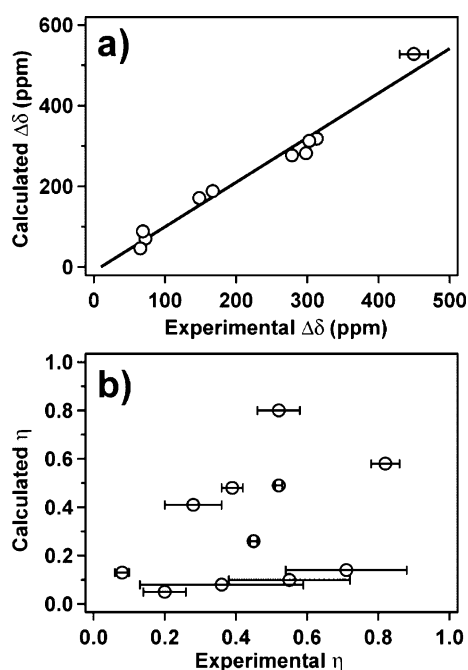 a)
600
400
200
0
Calculated Δδ (ppm)
0 100 200 300 400 500
Experimental Δδ (ppm)
b)
1.0
0.8
0.6
0.4
0.2
0.0
Calculated η
0.0 0.2 0.4 0.6 0.8 1.0
Experimental η